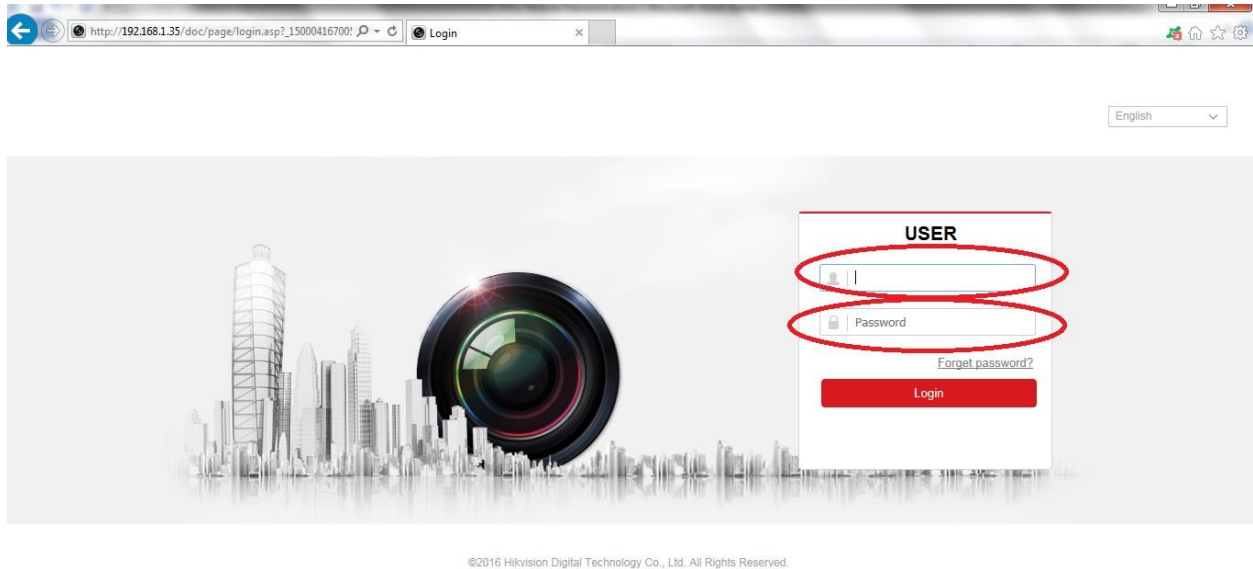 http://192.168.1.35/doc/page/login.asp?_15000416700!
Login
English
USER
Password
Forget password?
Login
©2016 Hikvision Digital Technology Co., Ltd. All Rights Reserved.